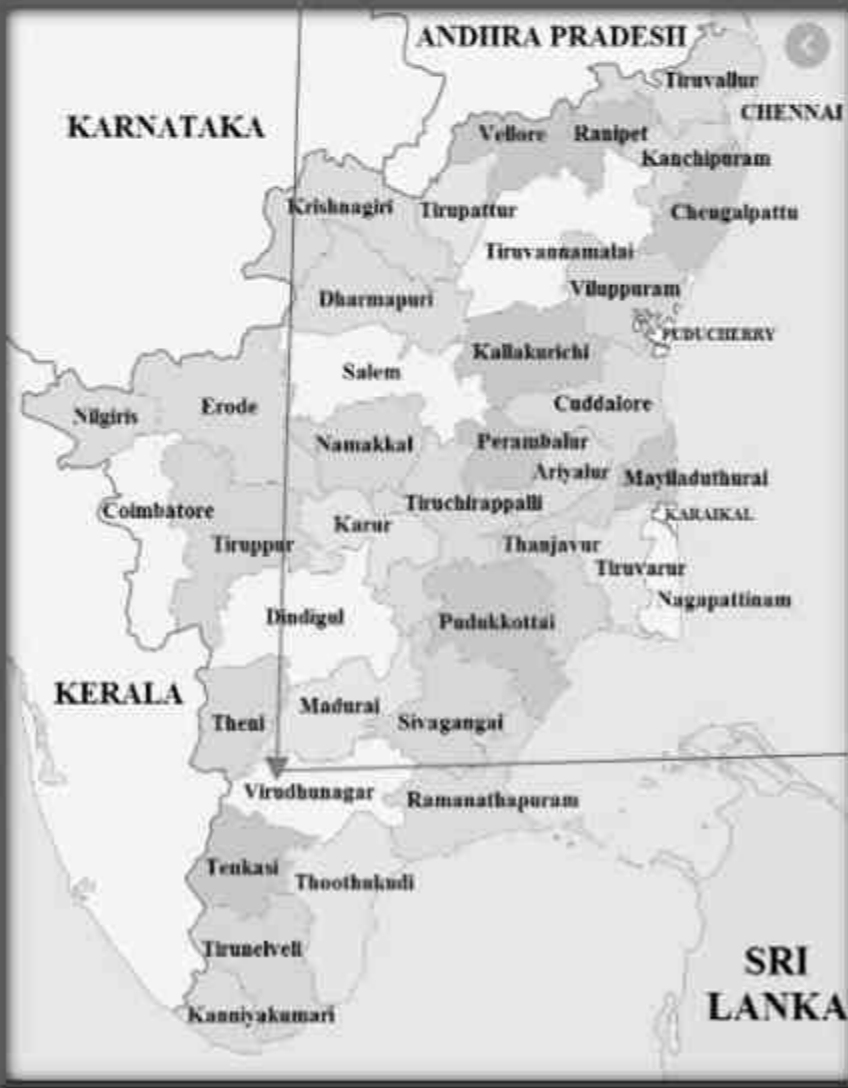 ANDHRA PRADESH
Tiruvallur
CHENNAI
KARNATAKA
Vellore
Ranipet
Kanchipuram
Krishnagiri
Tirupattur
Chengalpattu
Tiruvannamalai
Viluppuram
Dharmapuri
PUDUCHERRY
Kallakurichi
Salem
Nilgiris
Erode
Cuddalore
Namakkal
Perambalur
Ariyalur
Mayiladuthurai
Coimbatore
Tiruchirappalli
KARAIKAL
Karur
Tiruppur
Thanjavur
Tiruvarur
Nagapattinam
Dindigul
Pudukkottai
KERALA
Theni
Madurai
Sivagangai
Virudhunagar
Ramanathapuram
Tenkasi
Thoothukudi
Tirunelveli
SRI
LANKA
Kanniyakumari